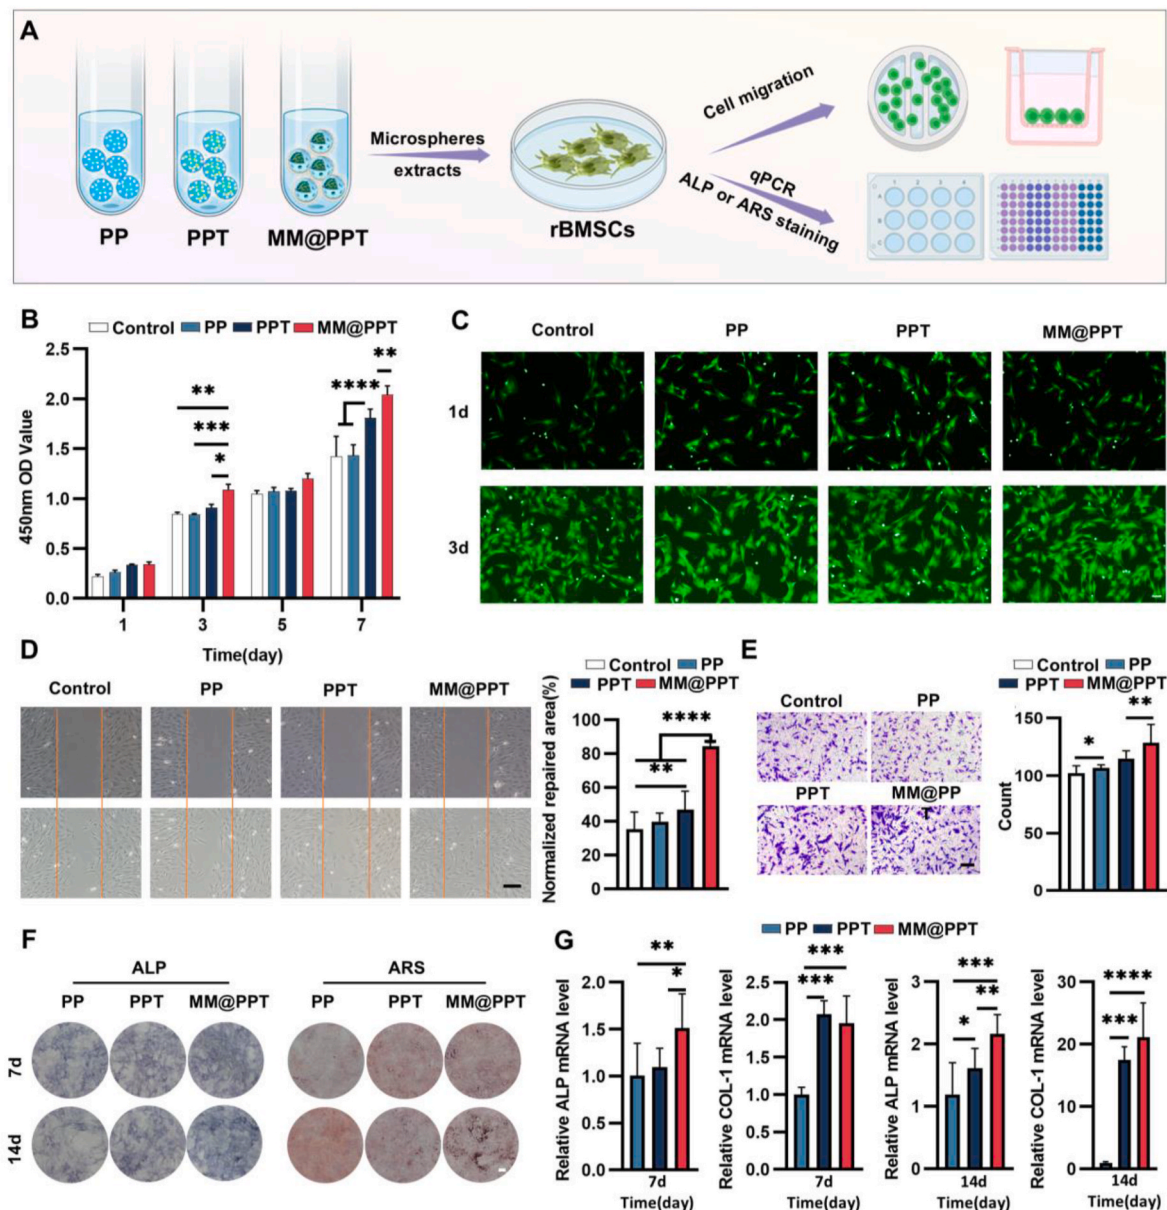 A
PP
PPT
MM@PPT
Microspheres
extracts
rBMSCs
Cell migration
qPCR
ALP or ARS staining
B
Control PP PPT MM@PPT
450nm OD Value
2.5
2.0
1.5
1.0
0.5
0.0
**
***
*
****
**
1 3 5 7
Time(day)
C
Control PP PPT MM@PPT
1d
3d
D
Control PP PPT MM@PPT
Control PP
PPT MM@PPT
Normalized repaired area(%)
100
80
60
40
20
0
****
**
E
Control PP
PPT MM@PP
T
Control PP
PPT MM@PPT
Count
150
100
50
0
*
**
F
ALP ARS
PP PPT MM@PPT PP PPT MM@PPT
7d
14d
G
PP PPT MM@PPT
Relative ALP mRNA level
2.0
1.5
1.0
0.5
0.0
**
*
7d
Time(day)
Relative COL-1 mRNA level
2.5
2.0
1.5
1.0
0.5
0.0
***
***
7d
Time(day)
Relative ALP mRNA level
3
2
1
0
***
**
*
14d
Time(day)
Relative COL-1 mRNA level
30
20
10
0
****
***
14d
Time(day)